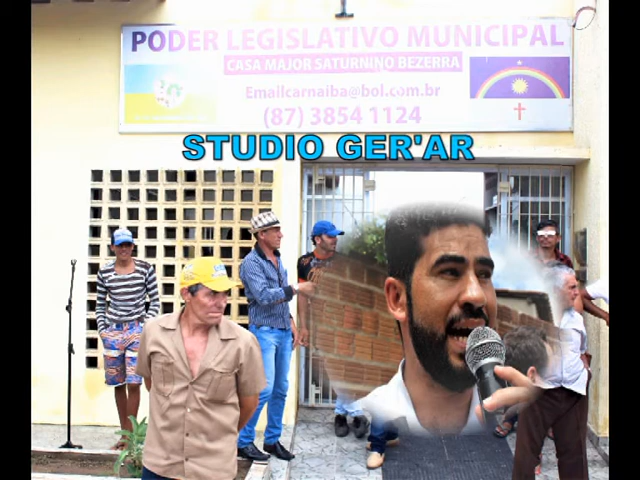 PODER LEGISLATIVO MUNICIPAL
CASA MAJOR SATURNINO BEZERRA
Emailcarnaiba@bol.com.br
(87) 3854 1124
STUDIO GER'AR